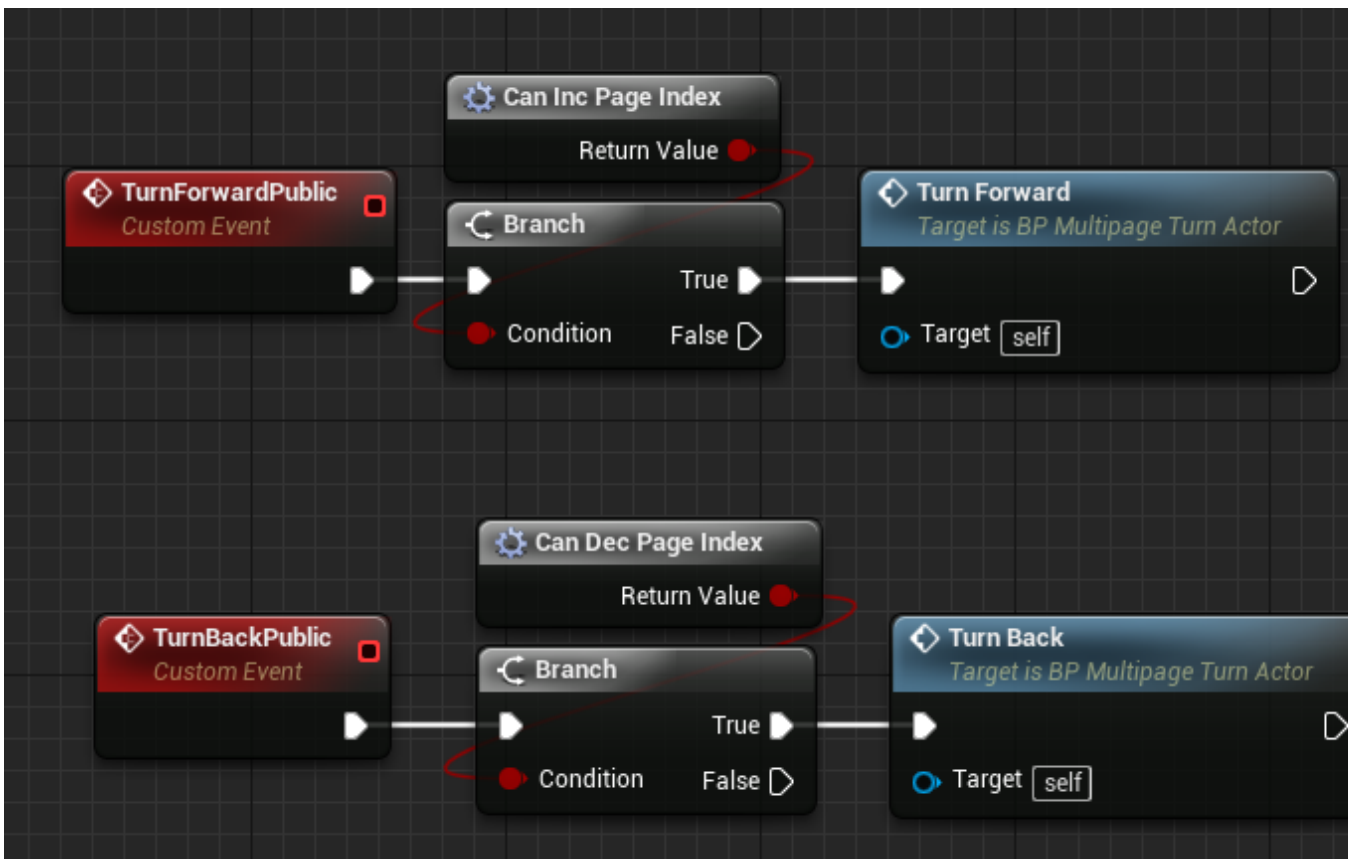 Can Inc Page Index
Return Value
TurnForwardPublic
Custom Event
Branch
True
Condition
False
Turn Forward
Target is BP Multipage Turn Actor
Target self
Can Dec Page Index
Return Value
TurnBackPublic
Custom Event
Branch
True
Condition
False
Turn Back
Target is BP Multipage Turn Actor
Target self